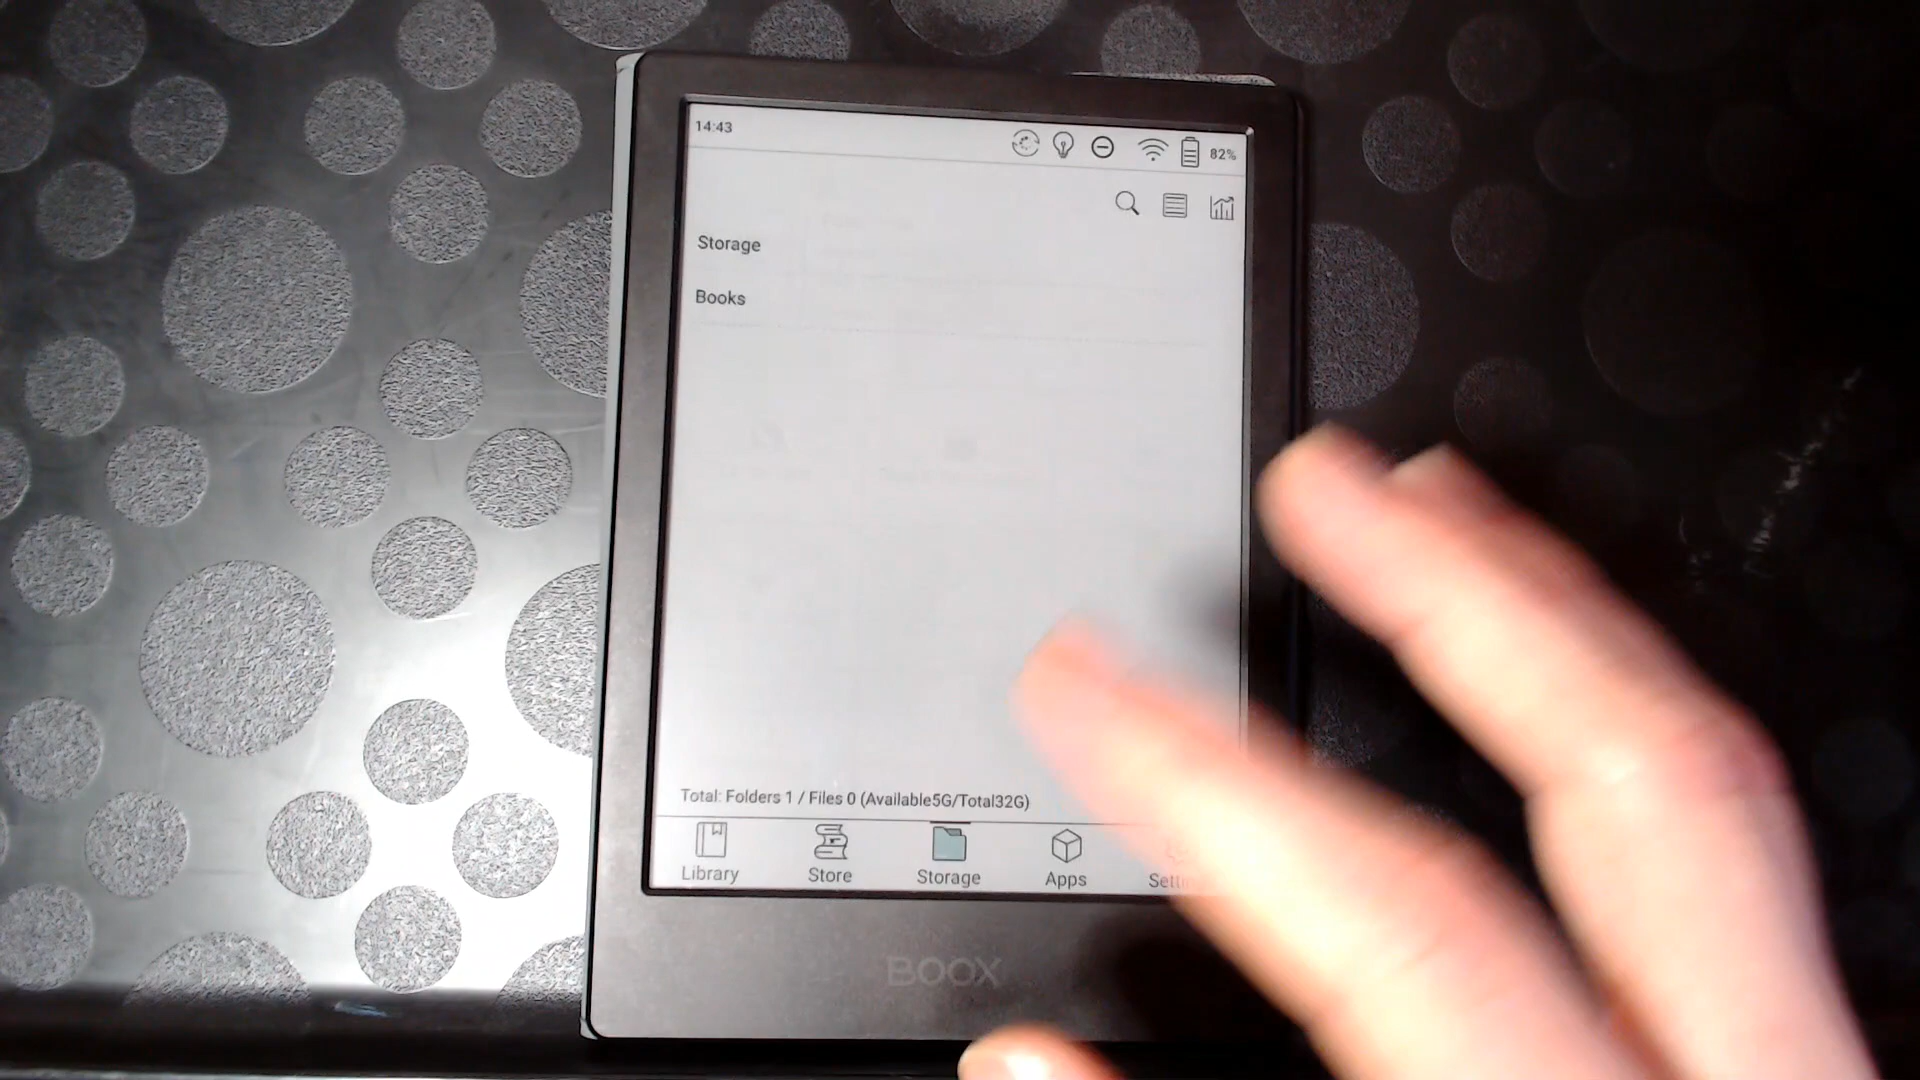 14:43
82%
Storage
Books
Total: Folders 1 / Files 0 (Available5G/Total32G)
Library Store Storage Apps
BOOX